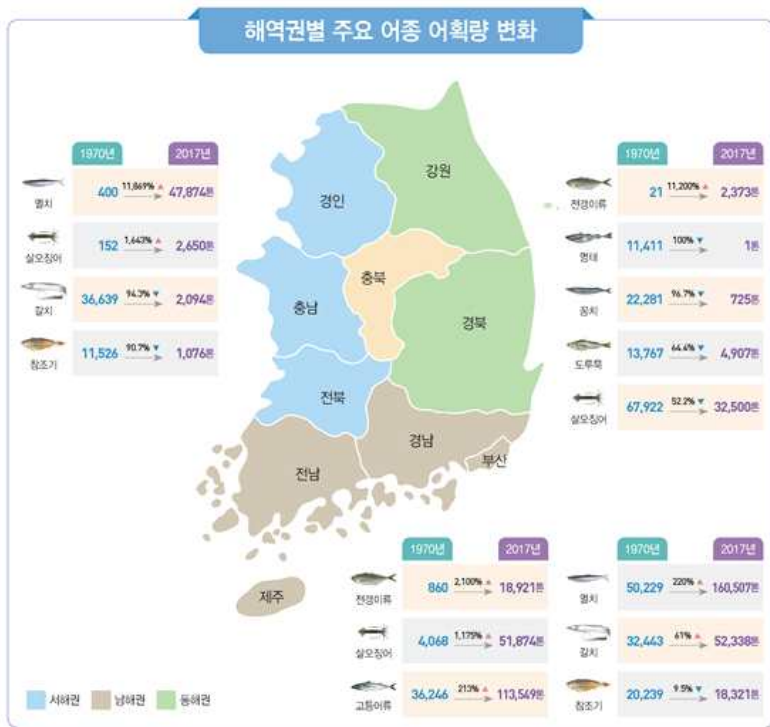 해역권별 주요 어종 어획량 변화
1970년 2017년
멸치 400 11,869% ▲ 47,874톤
살오징어 152 1,643% ▲ 2,650톤
갈치 36,639 94.3% ▼ 2,094톤
참조기 11,526 90.7% ▼ 1,076톤
1970년 2017년
전갱이류 21 11,200% ▲ 2,373톤
명태 11,411 100% ▼ 1톤
꽁치 22,281 96.7% ▼ 725톤
도루묵 13,767 64.4% ▼ 4,907톤
살오징어 67,922 52.2% ▼ 32,500톤
경인
강원
충북
충남
경북
전북
경남
부산
전남
제주
1970년 2017년
전갱이류 860 2,100% ▲ 18,921톤
살오징어 4,068 1,175% ▲ 51,874톤
고등어류 36,246 213% ▲ 113,549톤
1970년 2017년
멸치 50,229 220% ▲ 160,507톤
갈치 32,443 61% ▲ 52,338톤
참조기 20,239 9.5% ▼ 18,321톤
서해권 남해권 동해권